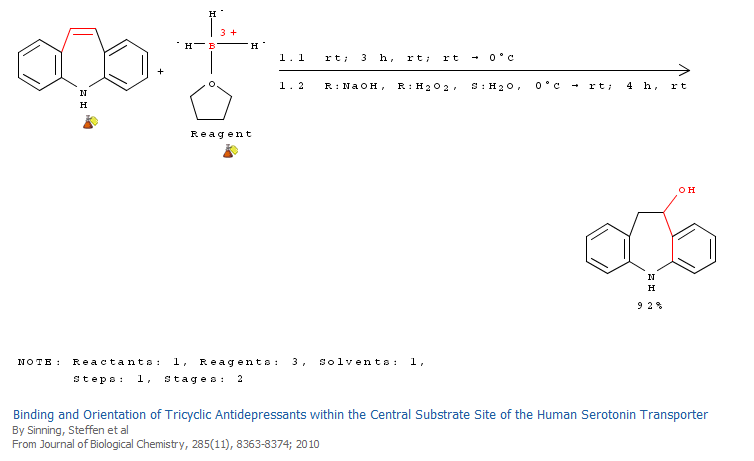 H
3 +
H B H
+
O
N
H
Reagent
1.1 rt; 3 h, rt; rt → 0°C
1.2 R:NaOH, R:H₂O₂, S:H₂O, 0°C → rt; 4 h, rt
OH
N
H
92%
NOTE: Reactants: 1, Reagents: 3, Solvents: 1,
Steps: 1, Stages: 2
Binding and Orientation of Tricyclic Antidepressants within the Central Substrate Site of the Human Serotonin Transporter
By Sinning, Steffen et al
From Journal of Biological Chemistry, 285(11), 8363-8374; 2010